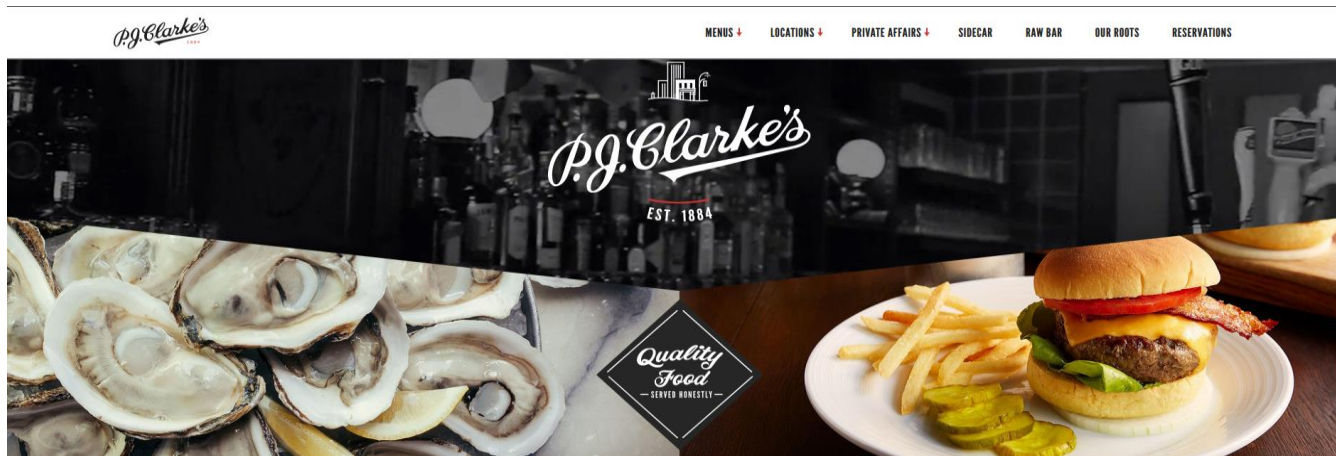 P.J. Clarke's
MENUS ↓ LOCATIONS ↓ PRIVATE AFFAIRS ↓ SIDECAR RAW BAR OUR ROOTS RESERVATIONS
P.J. Clarke's
EST. 1884
Quality
Food
SERVED HONESTLY